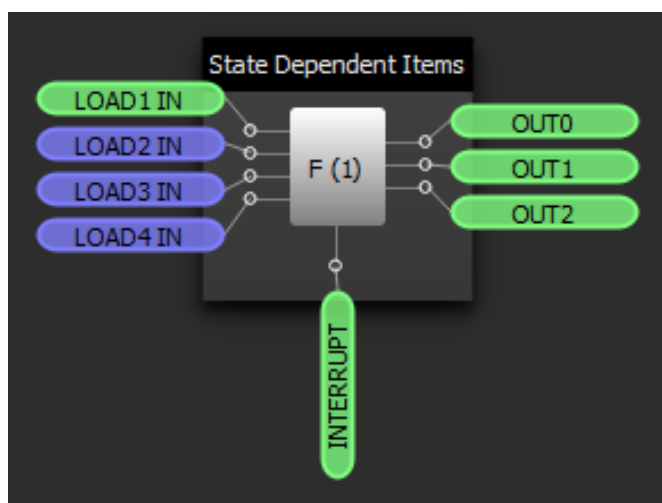 State Dependent Items
LOAD1 IN
LOAD2 IN
LOAD3 IN
LOAD4 IN
F (1)
OUT0
OUT1
OUT2
INTERRUPT